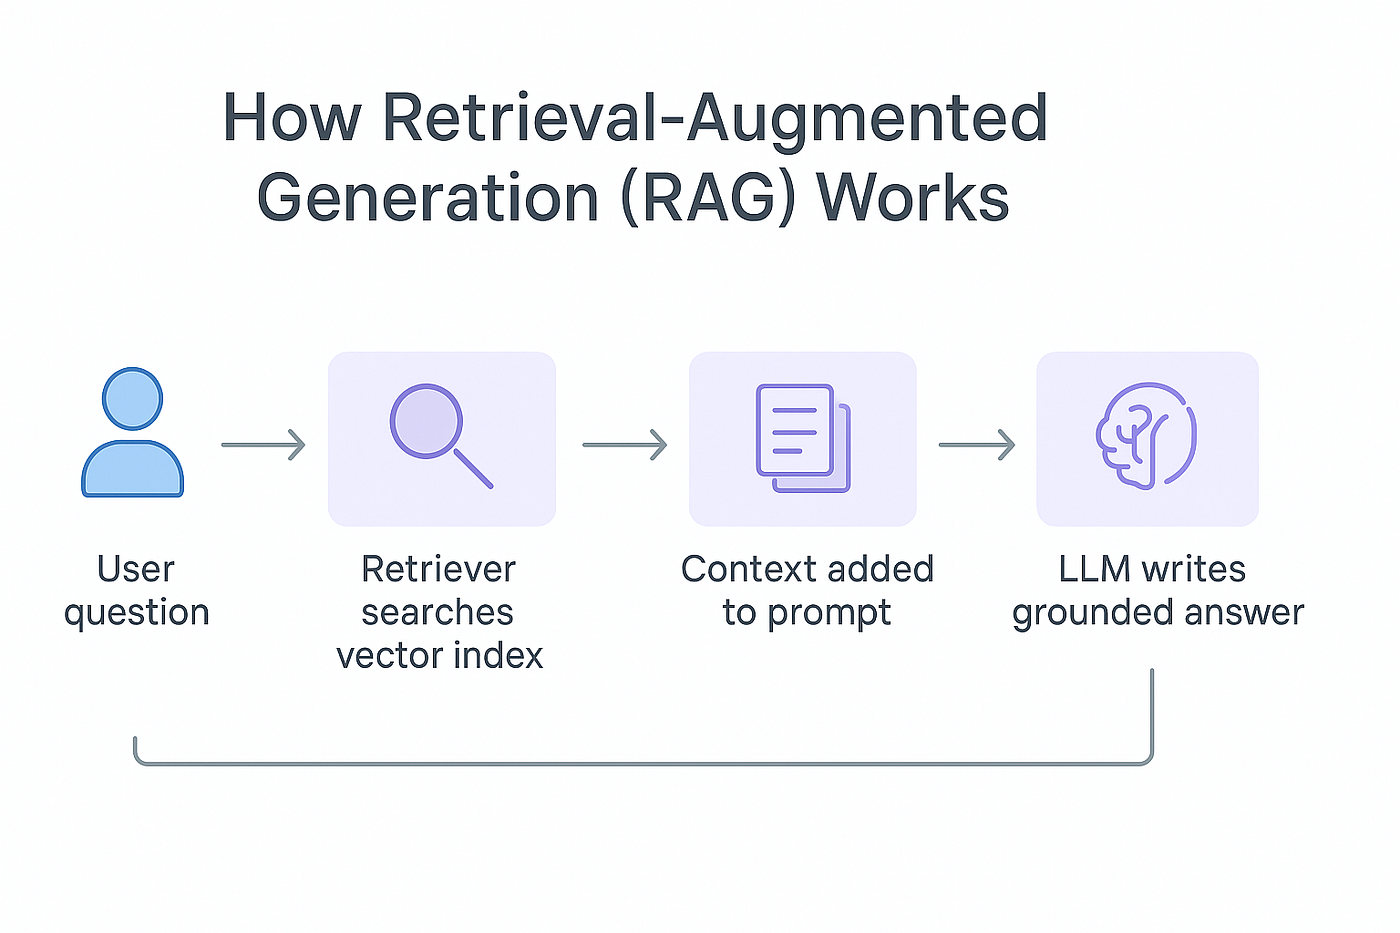 How Retrieval-Augmented
Generation (RAG) Works
User
question
Retriever
searches
vector index
Context added
to prompt
LLM writes
grounded answer